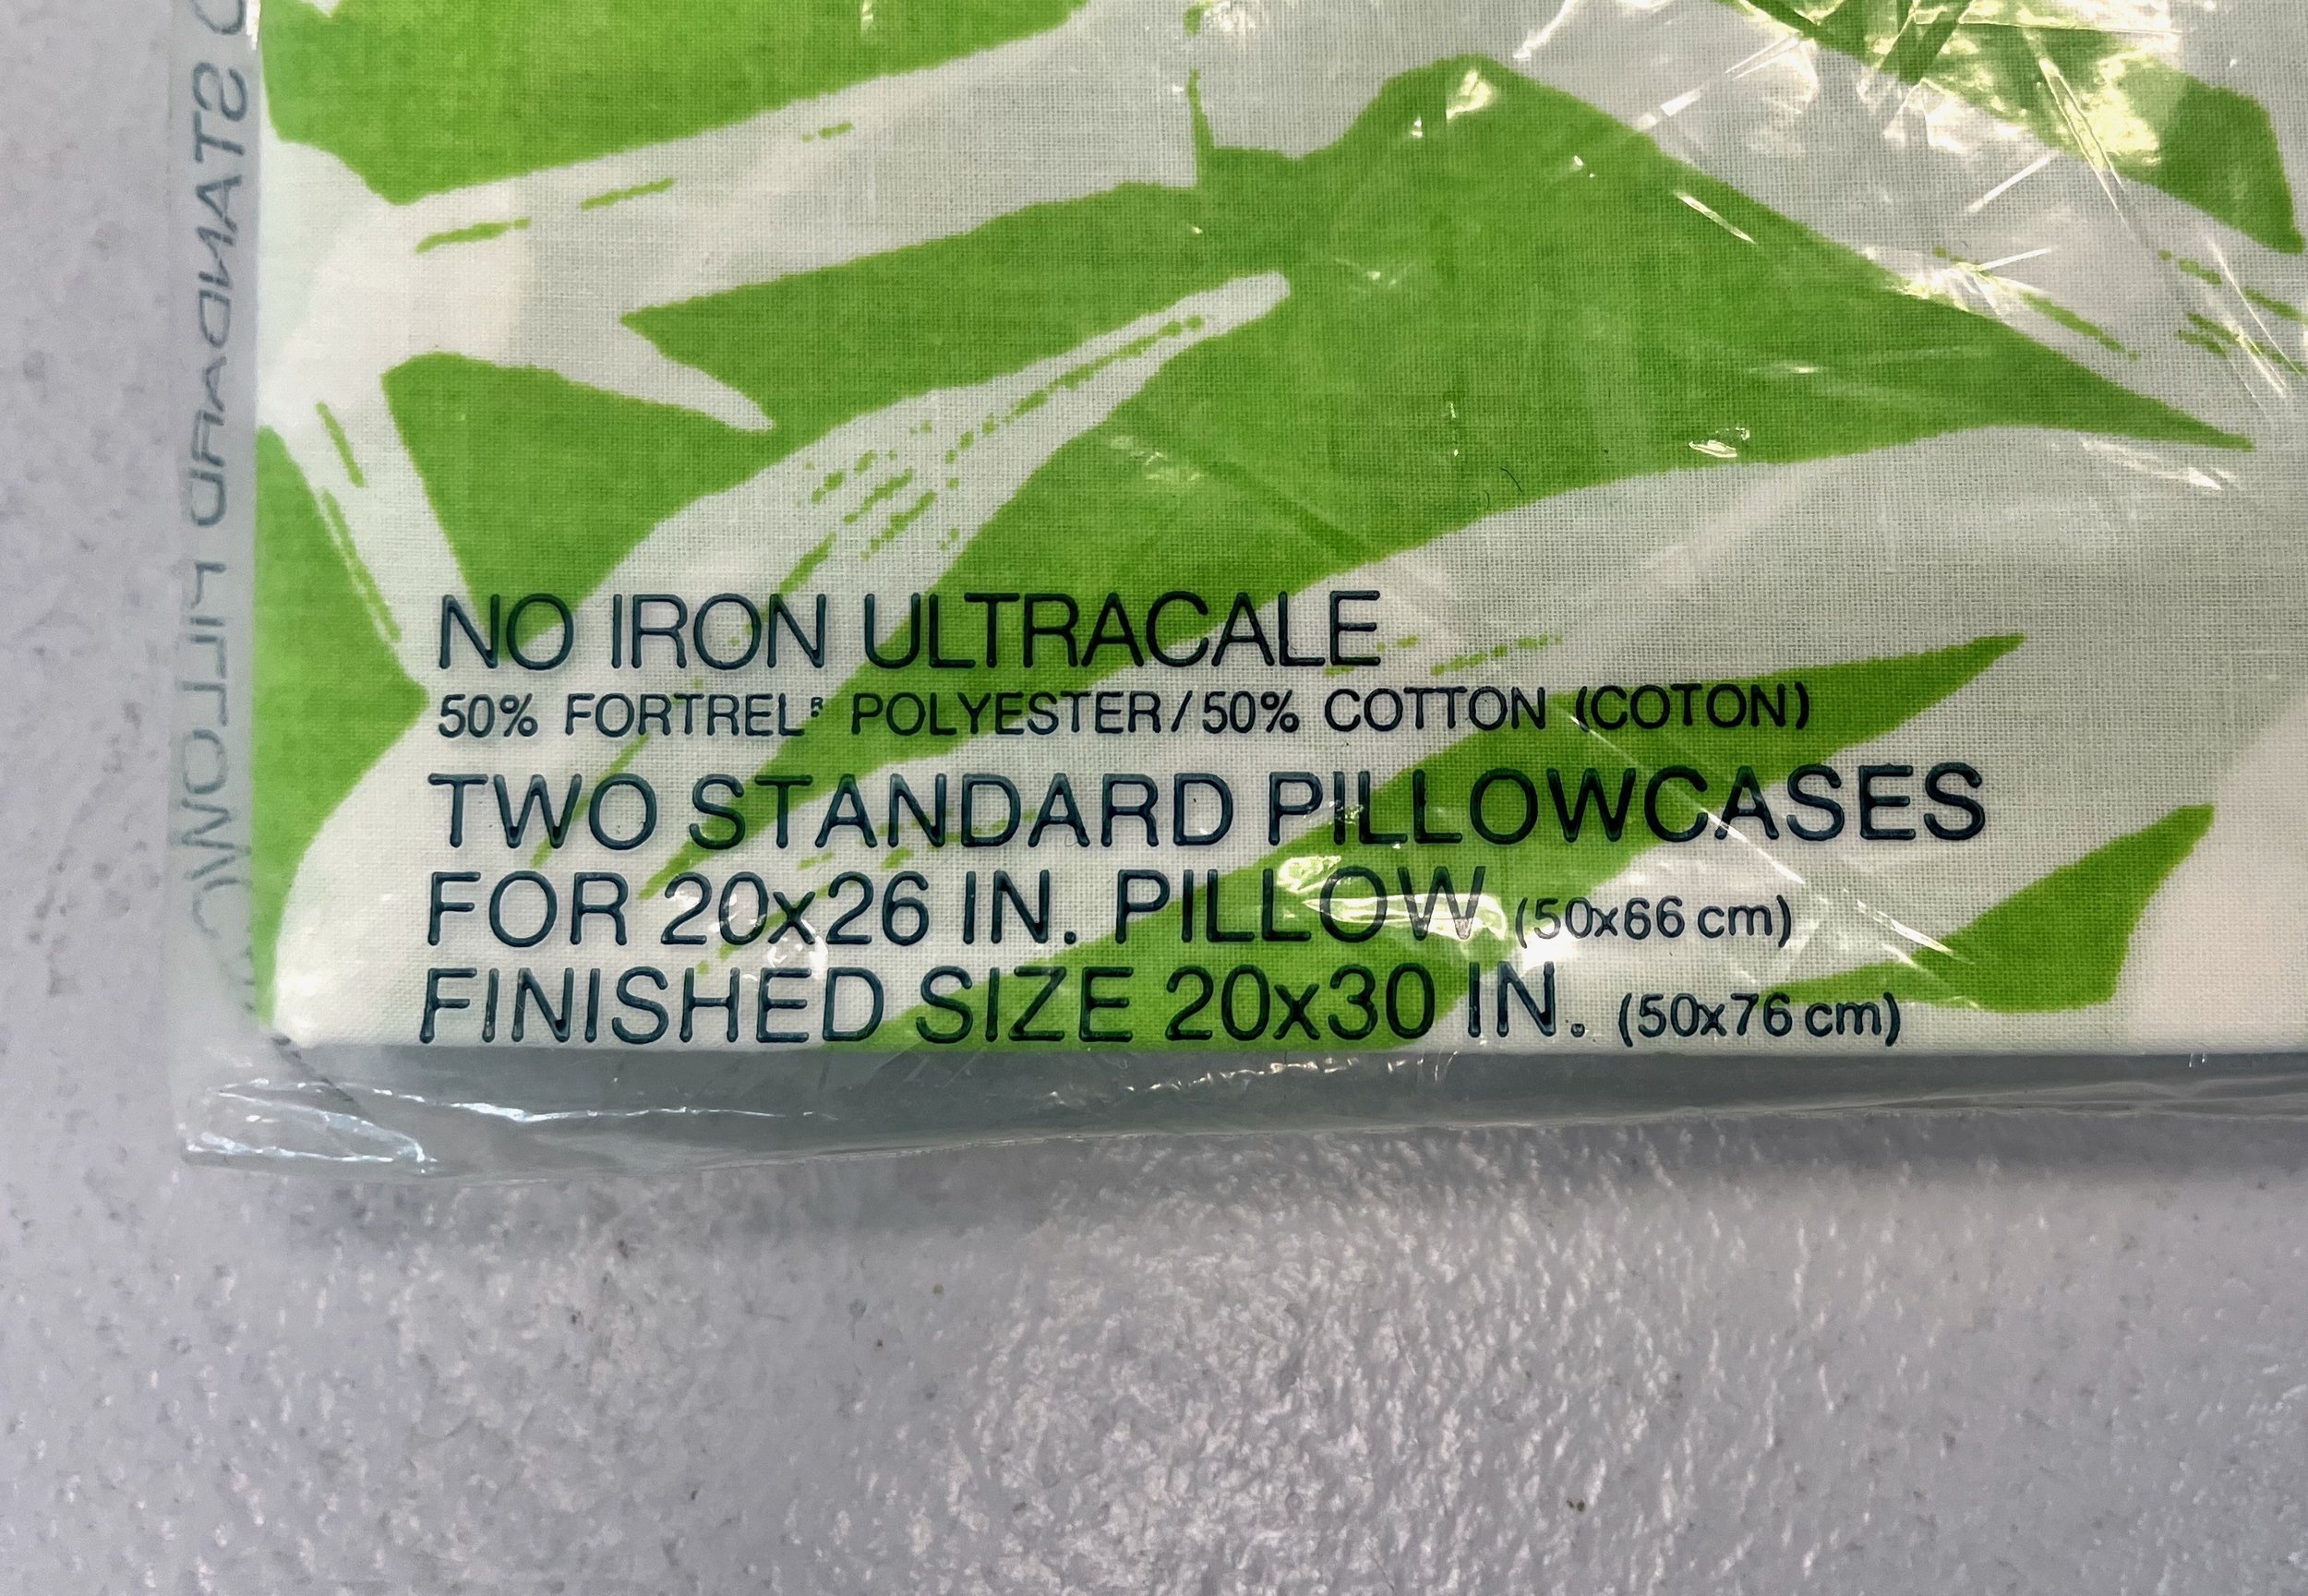 NO IRON ULTRACALE
50% FORTREL® POLYESTER/50% COTTON (COTON)
TWO STANDARD PILLOWCASES
FOR 20x26 IN. PILLOW (50x66 cm)
FINISHED SIZE 20x30 IN. (50x76 cm)
STANDARD